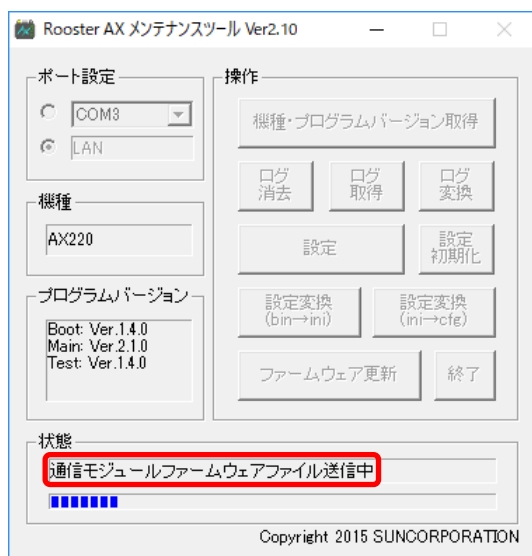 Rooster AX メンテナンスツール Ver2.10
ポート設定
COM3
LAN
機種
AX220
プログラムバージョン
Boot: Ver.1.4.0
Main: Ver.2.1.0
Test: Ver.1.4.0
操作
機種・プログラムバージョン取得
ログ
消去
ログ
取得
ログ
変換
設定
設定
初期化
設定変換
(bin→ini)
設定変換
(ini→cfg)
ファームウェア更新
終了
状態
通信モジュールファームウェアファイル送信中
Copyright 2015 SUNCORPORATION